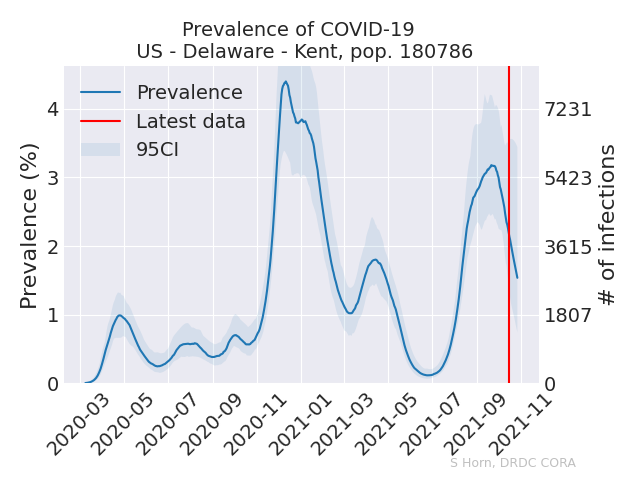 Prevalence of COVID-19
US - Delaware - Kent, pop. 180786
Prevalence
Latest data
95CI
Prevalence (%)
4
3
2
1
0
7231
5423
3615
1807
0
# of infections
2020-03
2020-05
2020-07
2020-09
2020-11
2021-01
2021-03
2021-05
2021-07
2021-09
2021-11
S Horn, DRDC CORA